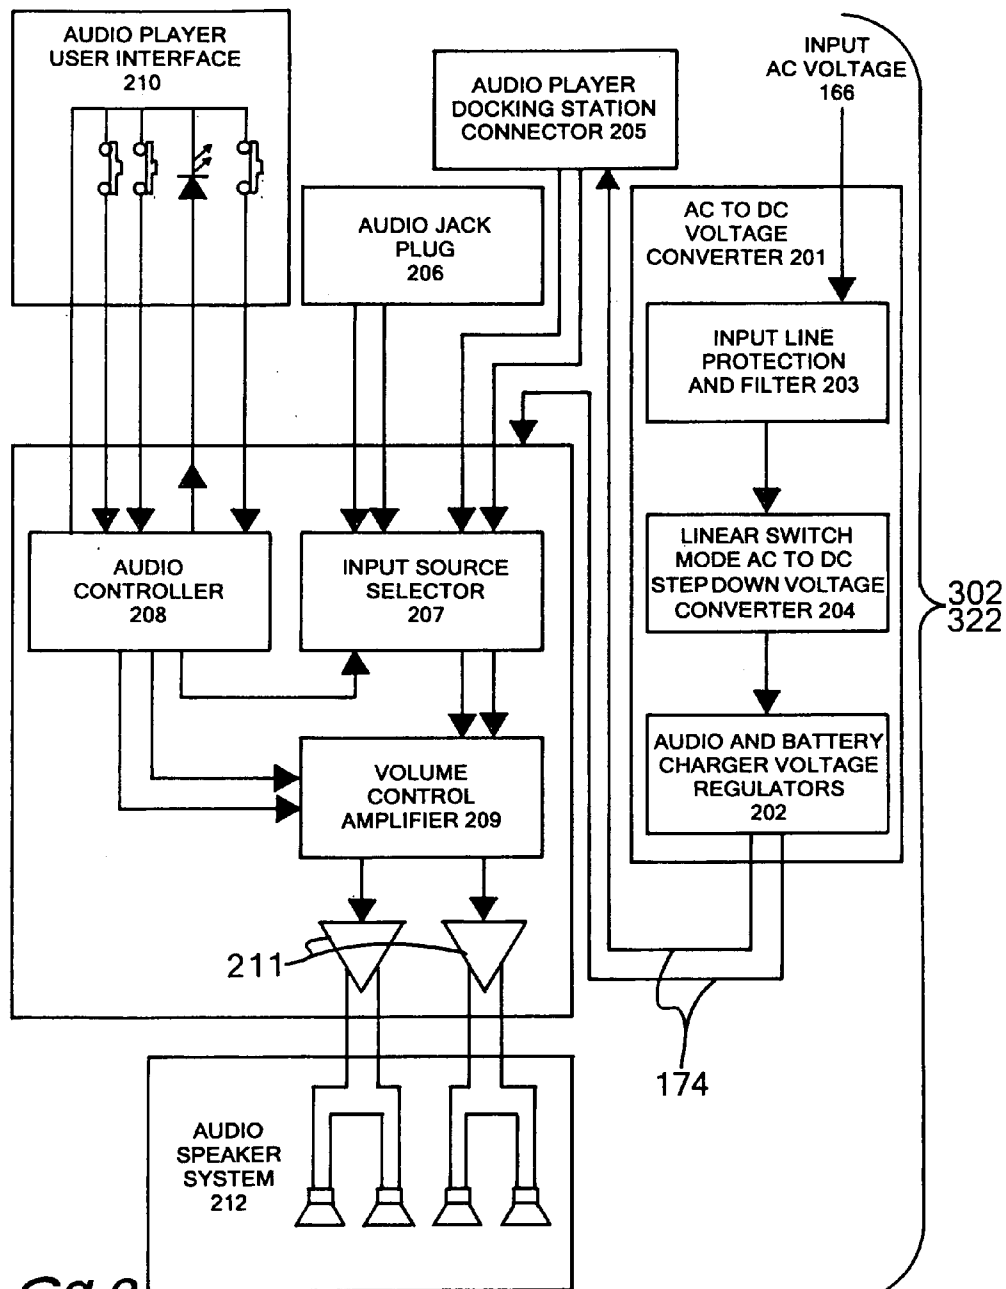 AUDIO PLAYER
USER INTERFACE
210
AUDIO PLAYER
DOCKING STATION
CONNECTOR 205
INPUT
AC VOLTAGE
166
AUDIO JACK
PLUG
206
AC TO DC
VOLTAGE
CONVERTER 201
INPUT LINE
PROTECTION
AND FILTER 203
AUDIO
CONTROLLER
208
INPUT SOURCE
SELECTOR
207
LINEAR SWITCH
MODE AC TO DC
STEP DOWN VOLTAGE
CONVERTER 204
302
322
VOLUME
CONTROL
AMPLIFIER 209
AUDIO AND BATTERY
CHARGER VOLTAGE
REGULATORS
202
211
174
AUDIO
SPEAKER
SYSTEM
212